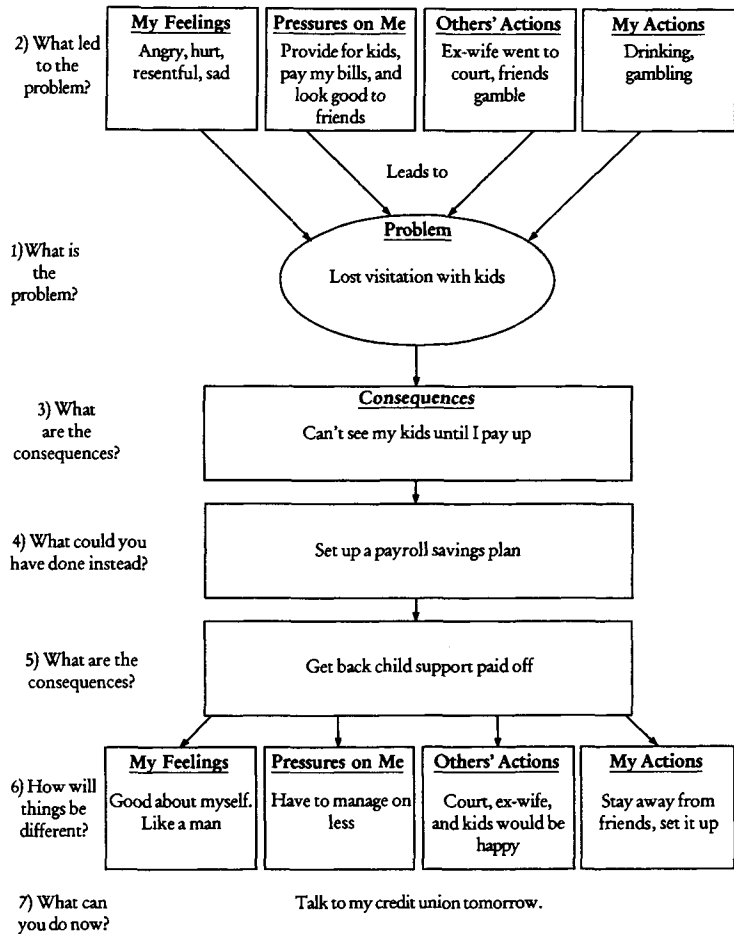 2) What led
to the
problem?
My Feelings
Angry, hurt,
resentful, sad
Pressures on Me
Provide for kids,
pay my bills, and
look good to
friends
Others' Actions
Ex-wife went to
court, friends
gamble
My Actions
Drinking,
gambling
Leads to
1) What is
the
problem?
Problem
Lost visitation with kids
3) What
are the
consequences?
Consequences
Can't see my kids until I pay up
4) What could you
have done instead?
Set up a payroll savings plan
5) What are the
consequences?
Get back child support paid off
6) How will
things be
different?
My Feelings
Good about myself.
Like a man
Pressures on Me
Have to manage on
less
Others' Actions
Court, ex-wife,
and kids would be
happy
My Actions
Stay away from
friends, set it up
7) What can
you do now?
Talk to my credit union tomorrow.